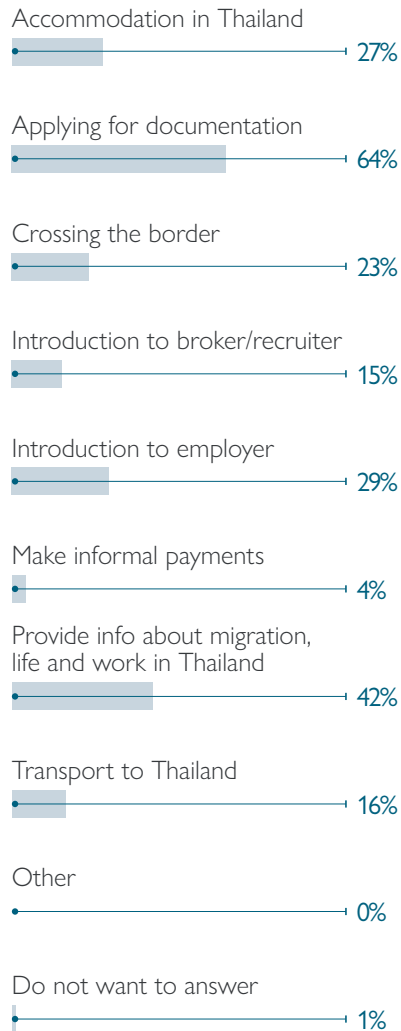 Accommodation in Thailand
27%
Applying for documentation
64%
Crossing the border
23%
Introduction to broker/recruiter
15%
Introduction to employer
29%
Make informal payments
4%
Provide info about migration,
life and work in Thailand
42%
Transport to Thailand
16%
Other
0%
Do not want to answer
1%